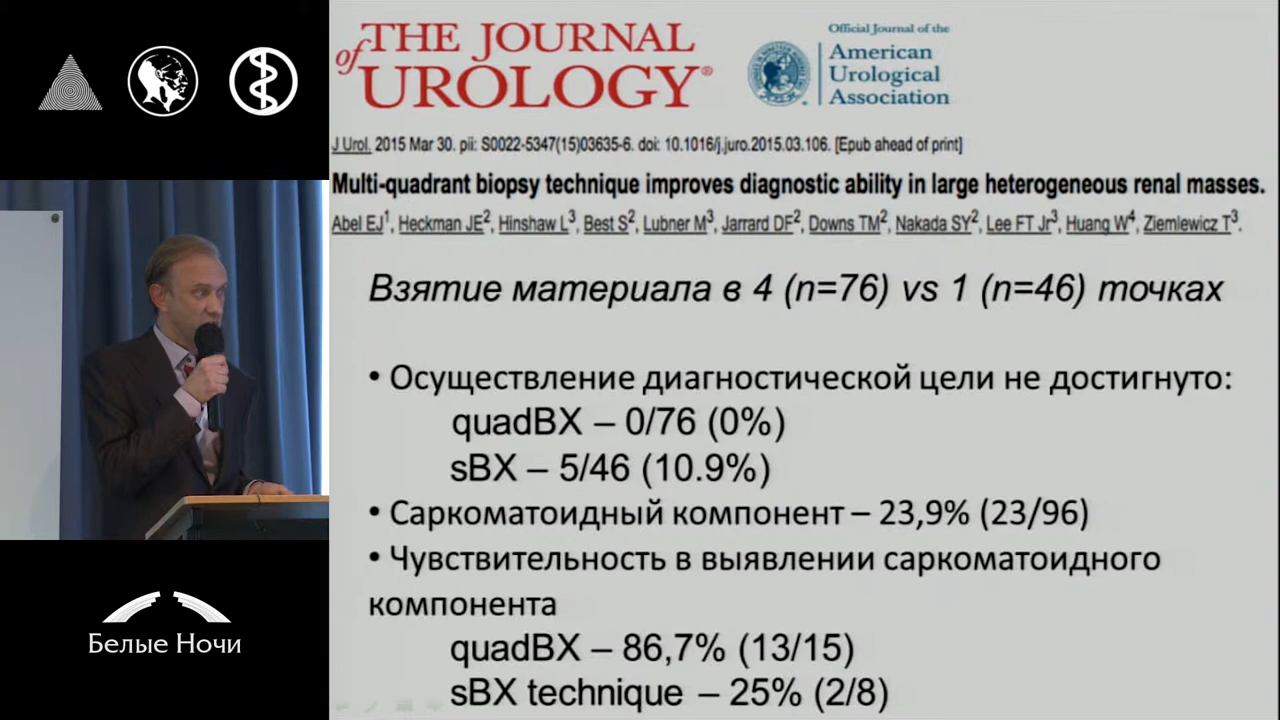 THE JOURNAL
of UROLOGY®
Official Journal of the
American
Urological
Association
J Urol. 2015 Mar 30. pii: S0022-5347(15)03635-6. doi: 10.1016/j.juro.2015.03.106. [Epub ahead of print]
Multi-quadrant biopsy technique improves diagnostic ability in large heterogeneous renal masses.
Abel EJ1, Heckman JE2, Hinshaw L3, Best S2, Lubner M3, Jarrard DF2, Downs TM2, Nakada SY2, Lee FT Jr3, Huang W4, Ziemlewicz T3.
Взятие материала в 4 (n=76) vs 1 (n=46) точках
• Осуществление диагностической цели не достигнуто:
quadBX – 0/76 (0%)
sBX – 5/46 (10.9%)
• Саркоматоидный компонент – 23,9% (23/96)
• Чувствительность в выявлении саркоматоидного
компонента
quadBX – 86,7% (13/15)
sBX technique – 25% (2/8)
Белые Ночи